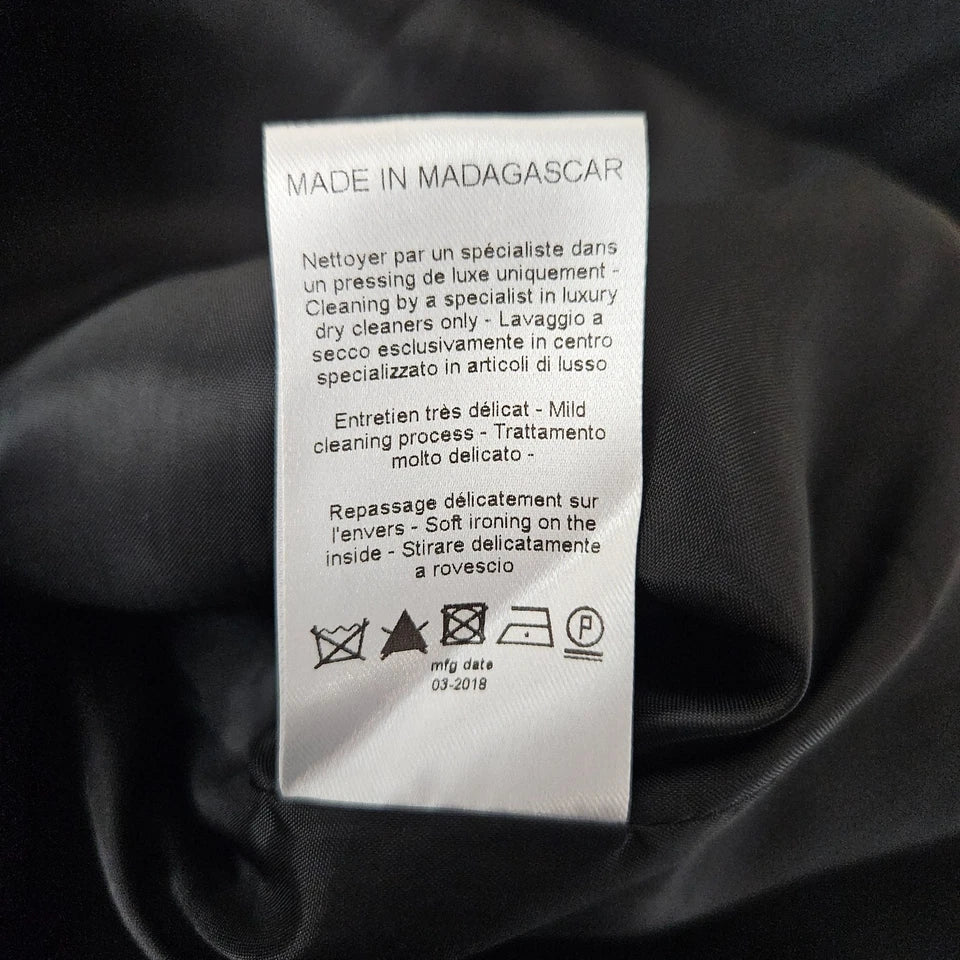 MADE IN MADAGASCAR
Nettoyer par un spécialiste dans
un pressing de luxe uniquement -
Cleaning by a specialist in luxury
dry cleaners only - Lavaggio a
secco esclusivamente in centro
specializzato in articoli di lusso
Entretien très délicat - Mild
cleaning process - Trattamento
molto delicato -
Repassage délicatement sur
l'envers - Soft ironing on the
inside - Stirare delicatamente
a rovescio
P
mfg date
03-2018